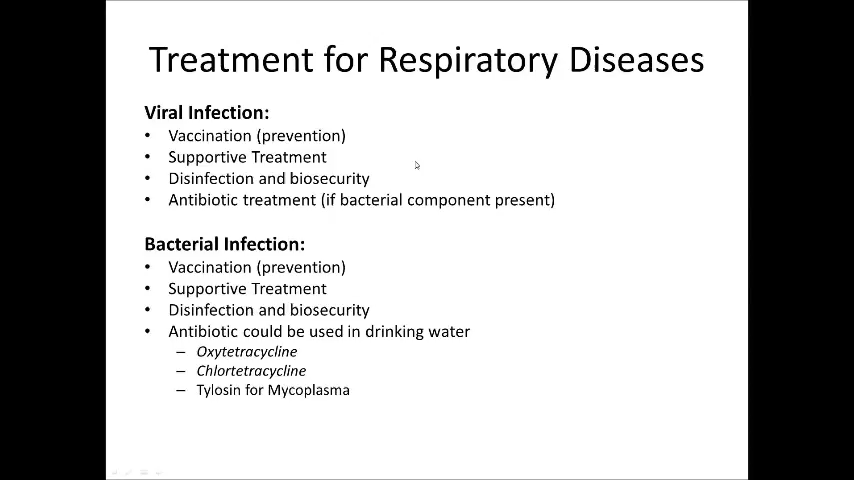 Treatment for Respiratory Diseases
Viral Infection:
• Vaccination (prevention)
• Supportive Treatment
• Disinfection and biosecurity
• Antibiotic treatment (if bacterial component present)
Bacterial Infection:
• Vaccination (prevention)
• Supportive Treatment
• Disinfection and biosecurity
• Antibiotic could be used in drinking water
– Oxytetracycline
– Chlortetracycline
– Tylosin for Mycoplasma